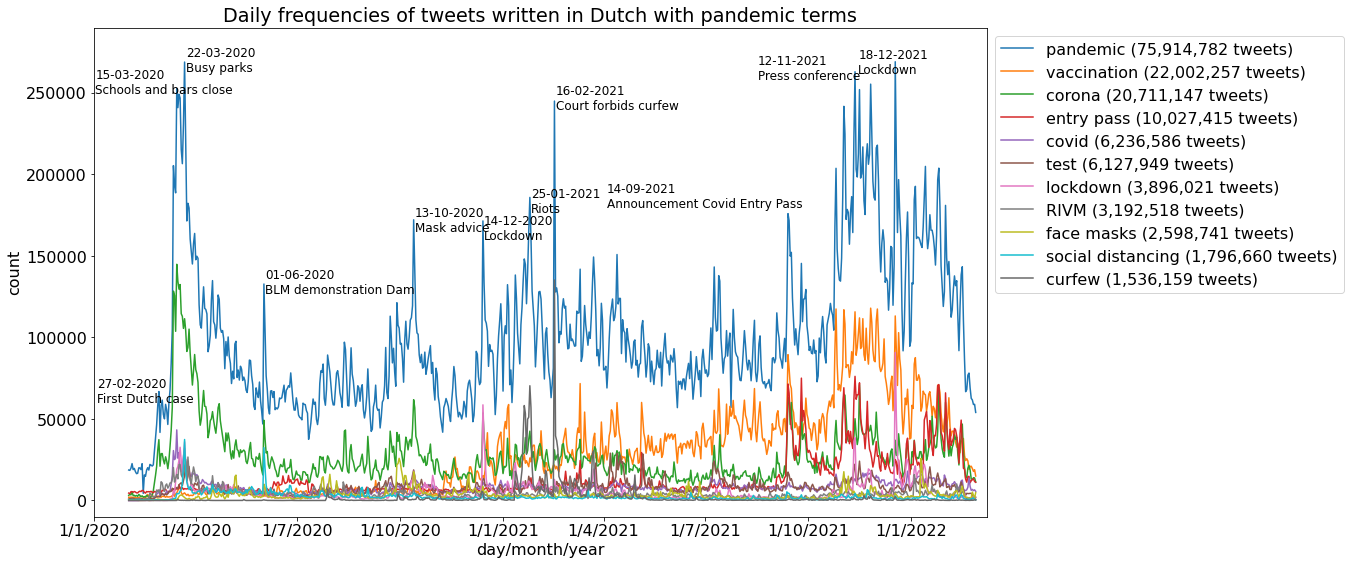 Daily frequencies of tweets written in Dutch with pandemic terms
count
250000
200000
150000
100000
50000
0
15-03-2020
Schools and bars close
22-03-2020
Busy parks
27-02-2020
First Dutch case
01-06-2020
BLM demonstration Dam
13-10-2020
Mask advice
14-12-2020
Lockdown
25-01-2021
Riots
16-02-2021
Court forbids curfew
14-09-2021
Announcement Covid Entry Pass
12-11-2021
Press conference
18-12-2021
Lockdown
1/1/2020
1/4/2020
1/7/2020
1/10/2020
1/1/2021
1/4/2021
1/7/2021
1/10/2021
1/1/2022
day/month/year
pandemic (75,914,782 tweets)
vaccination (22,002,257 tweets)
corona (20,711,147 tweets)
entry pass (10,027,415 tweets)
covid (6,236,586 tweets)
test (6,127,949 tweets)
lockdown (3,896,021 tweets)
RIVM (3,192,518 tweets)
face masks (2,598,741 tweets)
social distancing (1,796,660 tweets)
curfew (1,536,159 tweets)